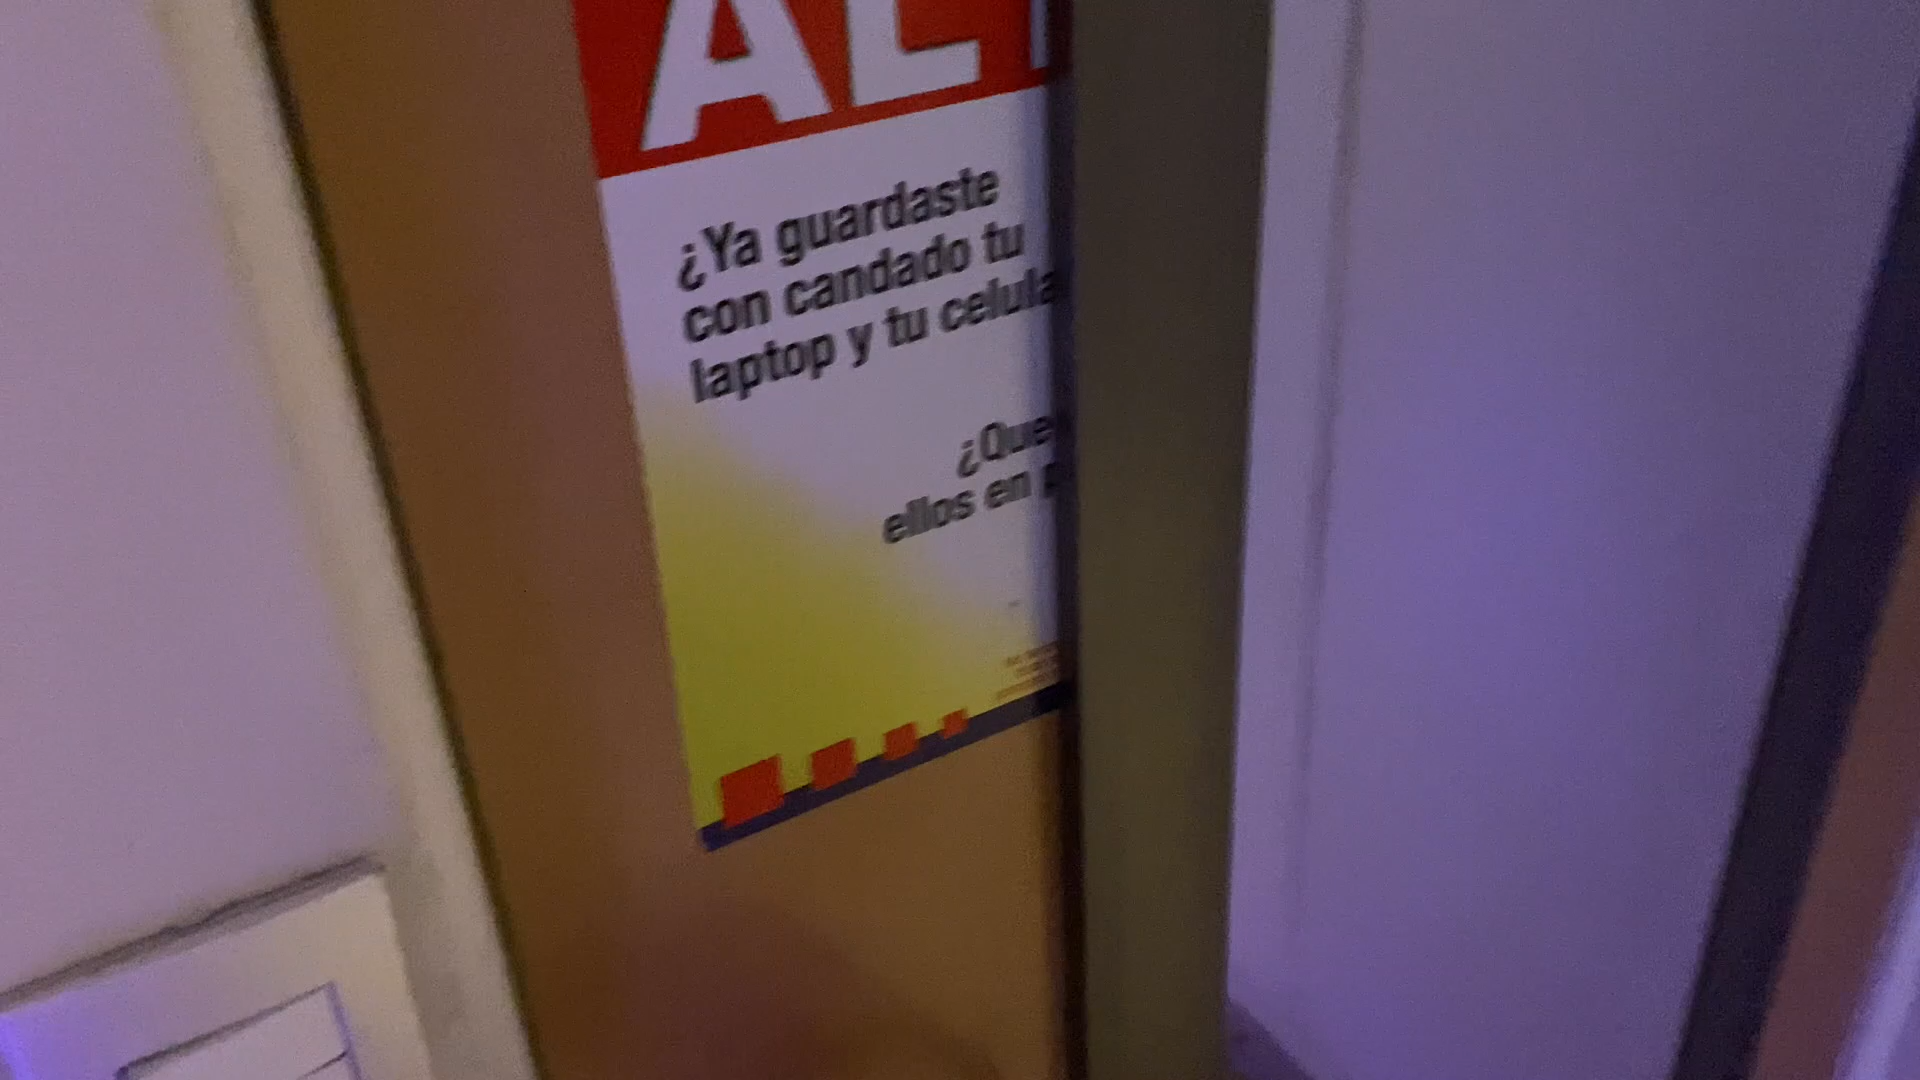 AL
¿Ya guardaste
con candado tu
laptop y tu celula
¿Que
ellos en p